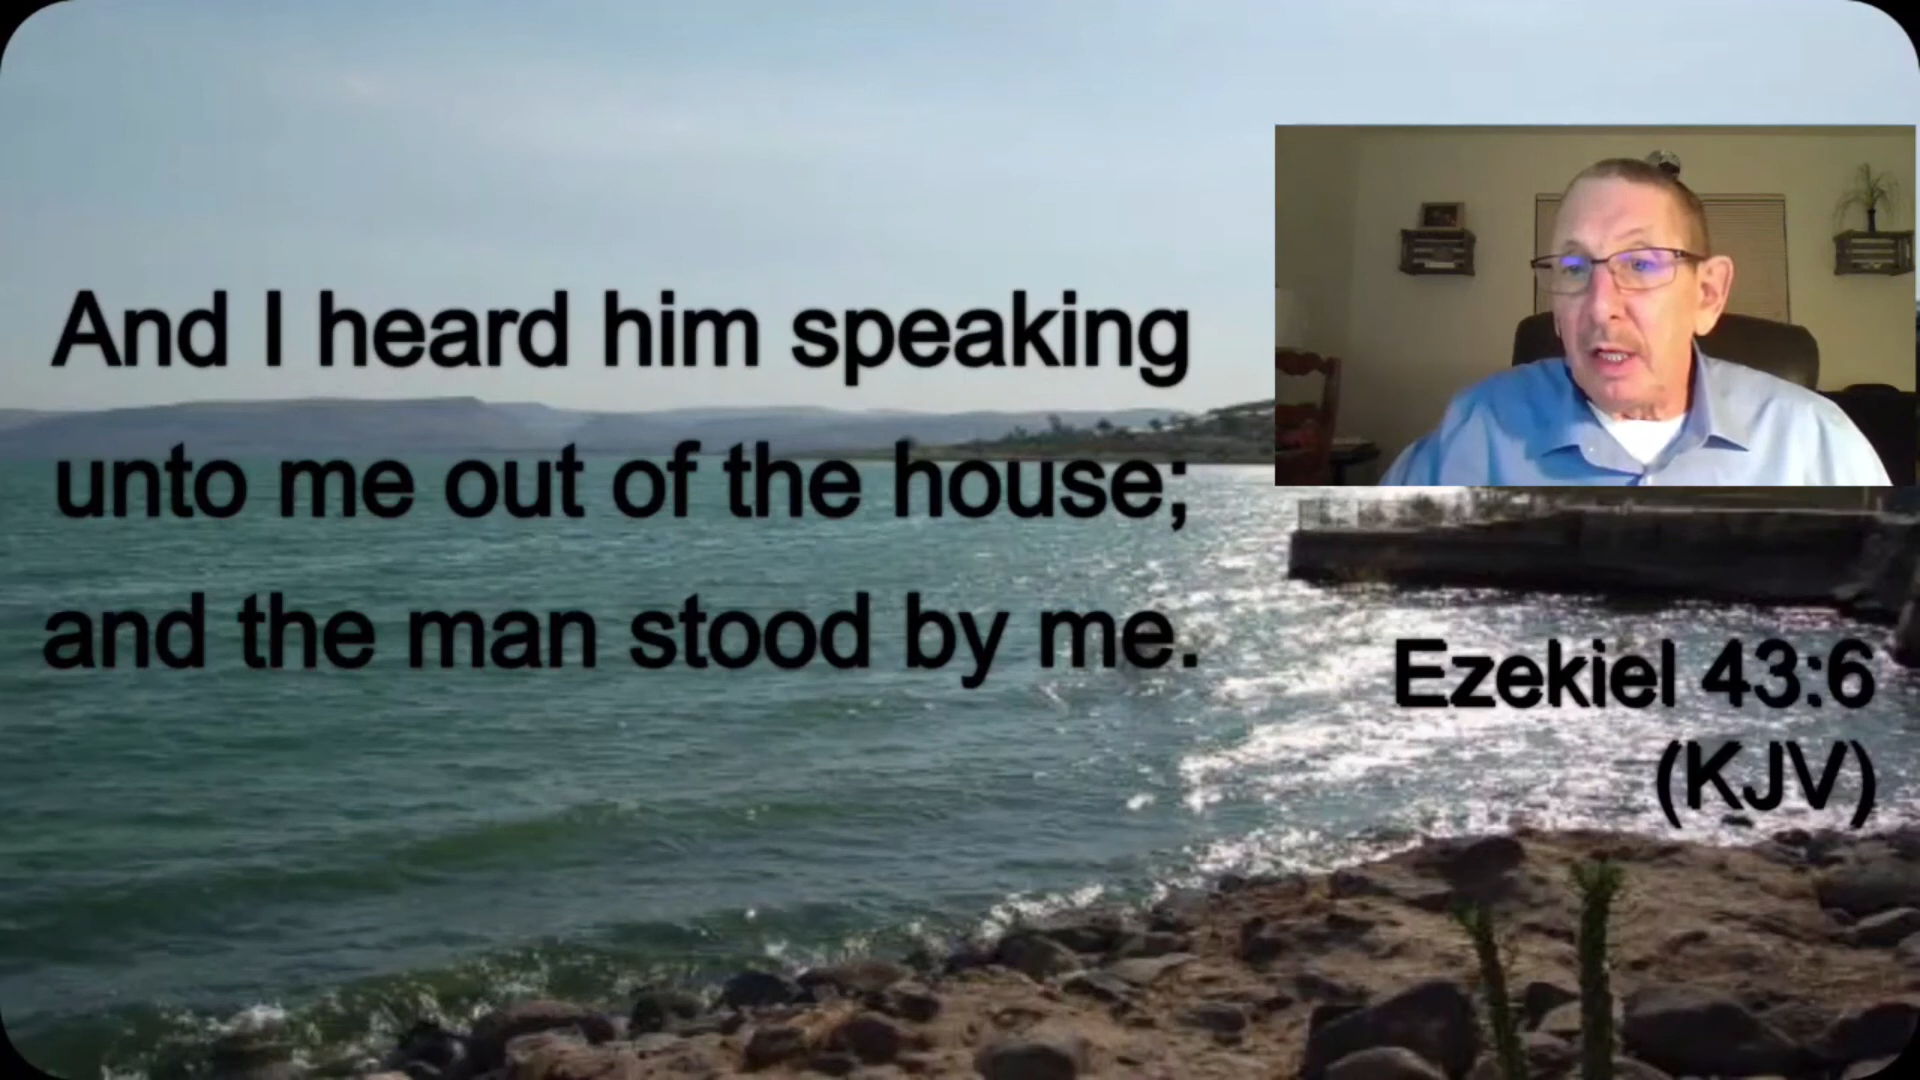 And I heard him speaking
unto me out of the house;
and the man stood by me.
Ezekiel 43:6
(KJV)